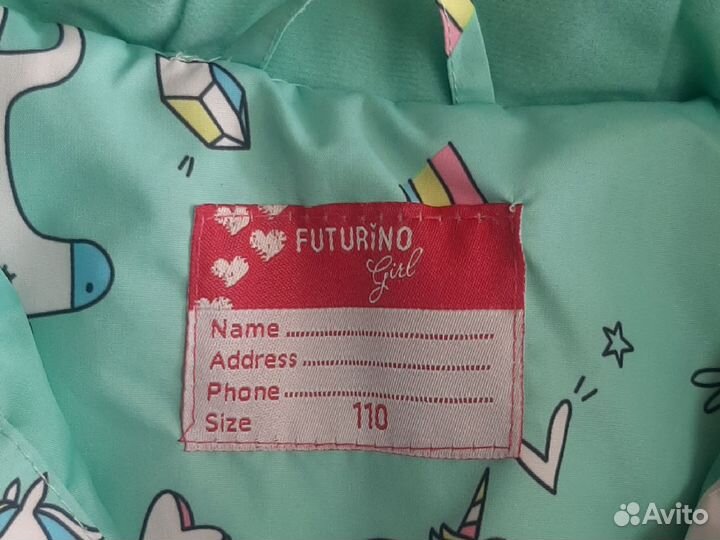 FUTURiNO
Girl
Name
Address
Phone
Size 110
Avito